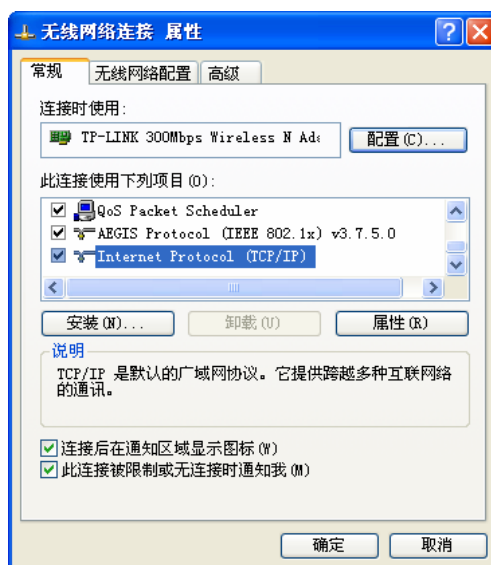 无线网络连接 属性
常规 无线网络配置 高级
连接时使用:
TP-LINK 300Mbps Wireless N Ada
配置(C)...
此连接使用下列项目(O):
QoS Packet Scheduler
AEGIS Protocol (IEEE 802.1x) v3.7.5.0
Internet Protocol (TCP/IP)
安装(N)... 卸载(U) 属性(R)
说明
TCP/IP 是默认的广域网协议。它提供跨越多种互联网络
的通讯。
连接后在通知区域显示图标(W)
此连接被限制或无连接时通知我(M)
确定 取消